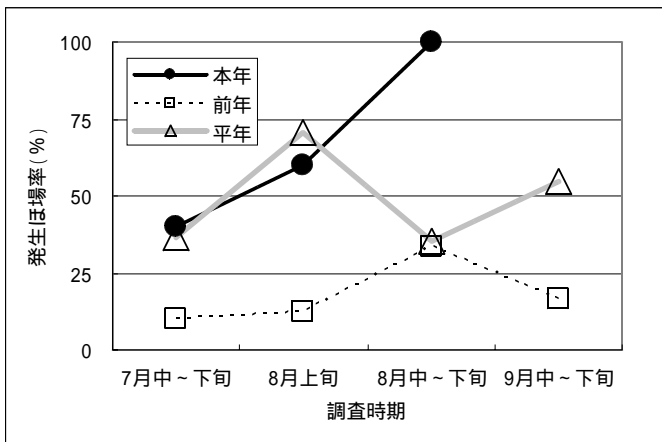 100
75
50
25
0
発生ほ場率(%)
本年
前年
平年
7月中~下旬
8月上旬
8月中~下旬
9月中~下旬
調査時期